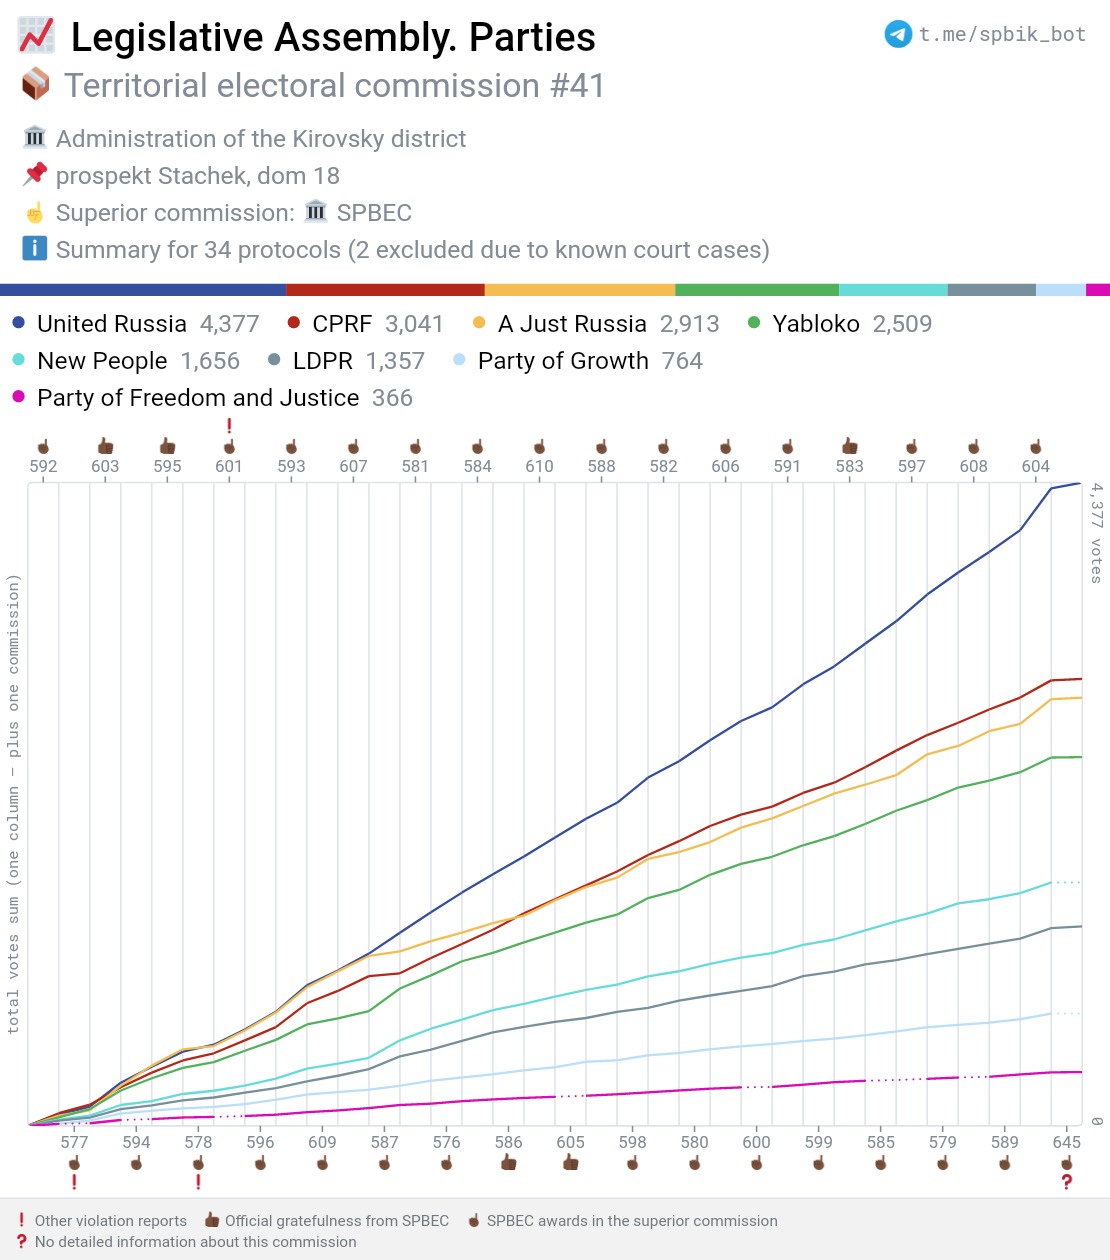 Legislative Assembly. Parties
t.me/spbik_bot
Territorial electoral commission #41
Administration of the Kirovsky district
prospekt Stachek, dom 18
Superior commission: SPBEC
Summary for 34 protocols (2 excluded due to known court cases)
United Russia 4,377 CPRF 3,041 A Just Russia 2,913 Yabloko 2,509
New People 1,656 LDPR 1,357 Party of Growth 764
Party of Freedom and Justice 366
592 603 595 601 593 607 581 584 610 588 582 606 591 583 597 608 604
4,377 votes
total votes sum (one column – plus one commission)
0
577 594 578 596 609 587 576 586 605 598 580 600 599 585 579 589 645
Other violation reports Official gratefulness from SPBEC SPBEC awards in the superior commission
No detailed information about this commission